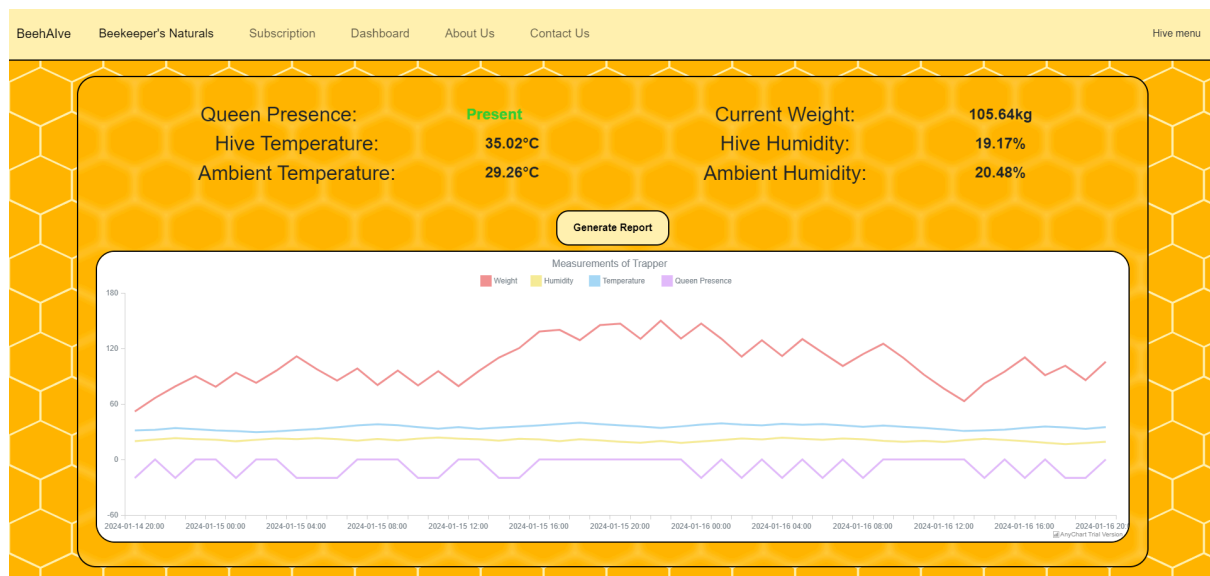 BeehAIve Beekeeper's Naturals Subscription Dashboard About Us Contact Us Hive menu
Queen Presence: Present Current Weight: 105.64kg
Hive Temperature: 35.02°C Hive Humidity: 19.17%
Ambient Temperature: 29.26°C Ambient Humidity: 20.48%
Generate Report
Measurements of Trapper
Weight Humidity Temperature Queen Presence
180
120
60
0
-60
2024-01-14 20:00 2024-01-15 00:00 2024-01-15 04:00 2024-01-15 08:00 2024-01-15 12:00 2024-01-15 16:00 2024-01-15 20:00 2024-01-16 00:00 2024-01-16 04:00 2024-01-16 08:00 2024-01-16 12:00 2024-01-16 16:00 2024-01-16 20:
AnyChart Trial Version